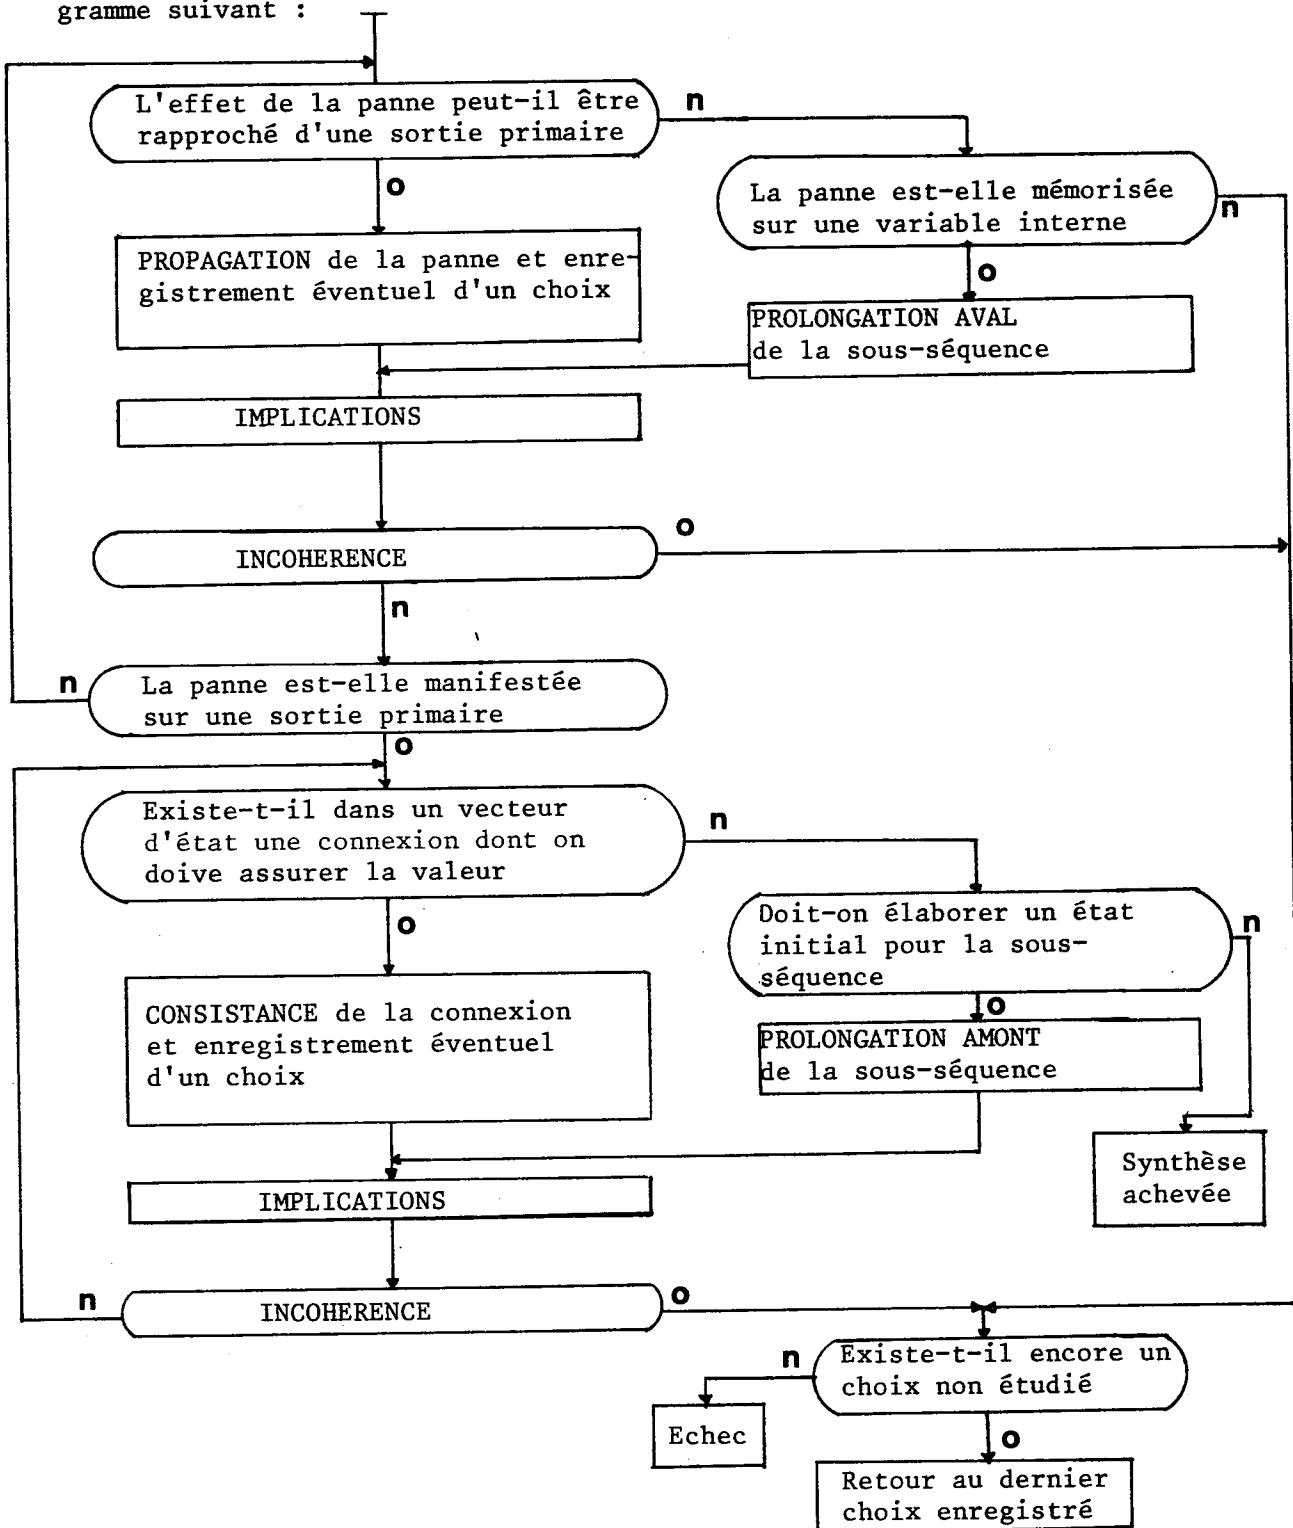 gramme suivant :
L'effet de la panne peut-il être
rapproché d'une sortie primaire
n
o
La panne est-elle mémorisée
sur une variable interne
n
o
PROPAGATION de la panne et enre-
gistrement éventuel d'un choix
PROLONGATION AVAL
de la sous-séquence
IMPLICATIONS
INCOHERENCE
o
n
La panne est-elle manifestée
sur une sortie primaire
n
o
Existe-t-il dans un vecteur
d'état une connexion dont on
doive assurer la valeur
n
o
Doit-on élaborer un état
initial pour la sous-
séquence
n
o
CONSISTANCE de la connexion
et enregistrement éventuel
d'un choix
PROLONGATION AMONT
de la sous-séquence
Synthèse
achevée
IMPLICATIONS
INCOHERENCE
n
o
Existe-t-il encore un
choix non étudié
n
o
Echec
Retour au dernier
choix enregistré